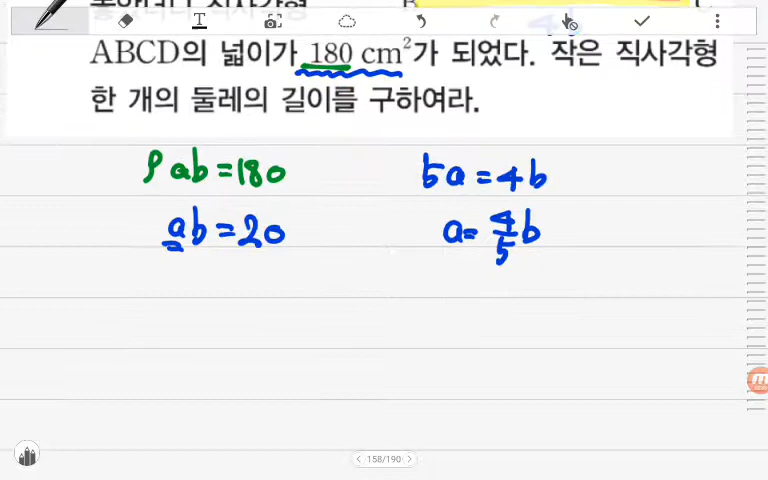 ABCD의 넓이가 180 cm²가 되었다. 작은 직사각형
한 개의 둘레의 길이를 구하여라.
9ab=180
5a=4b
ab=20
a=4/5b
158/190